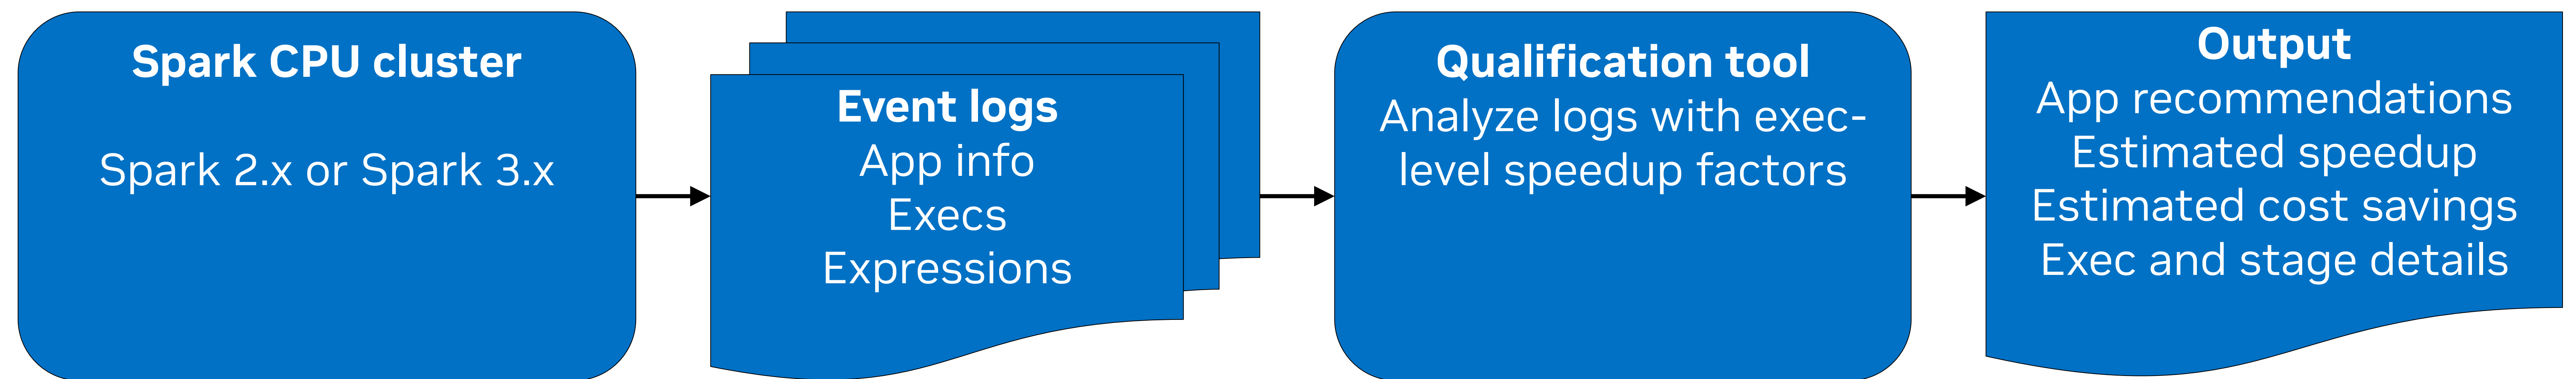 Spark CPU cluster
Spark 2.x or Spark 3.x
Event logs
App info
Execs
Expressions
Qualification tool
Analyze logs with exec-
level speedup factors
Output
App recommendations
Estimated speedup
Estimated cost savings
Exec and stage details